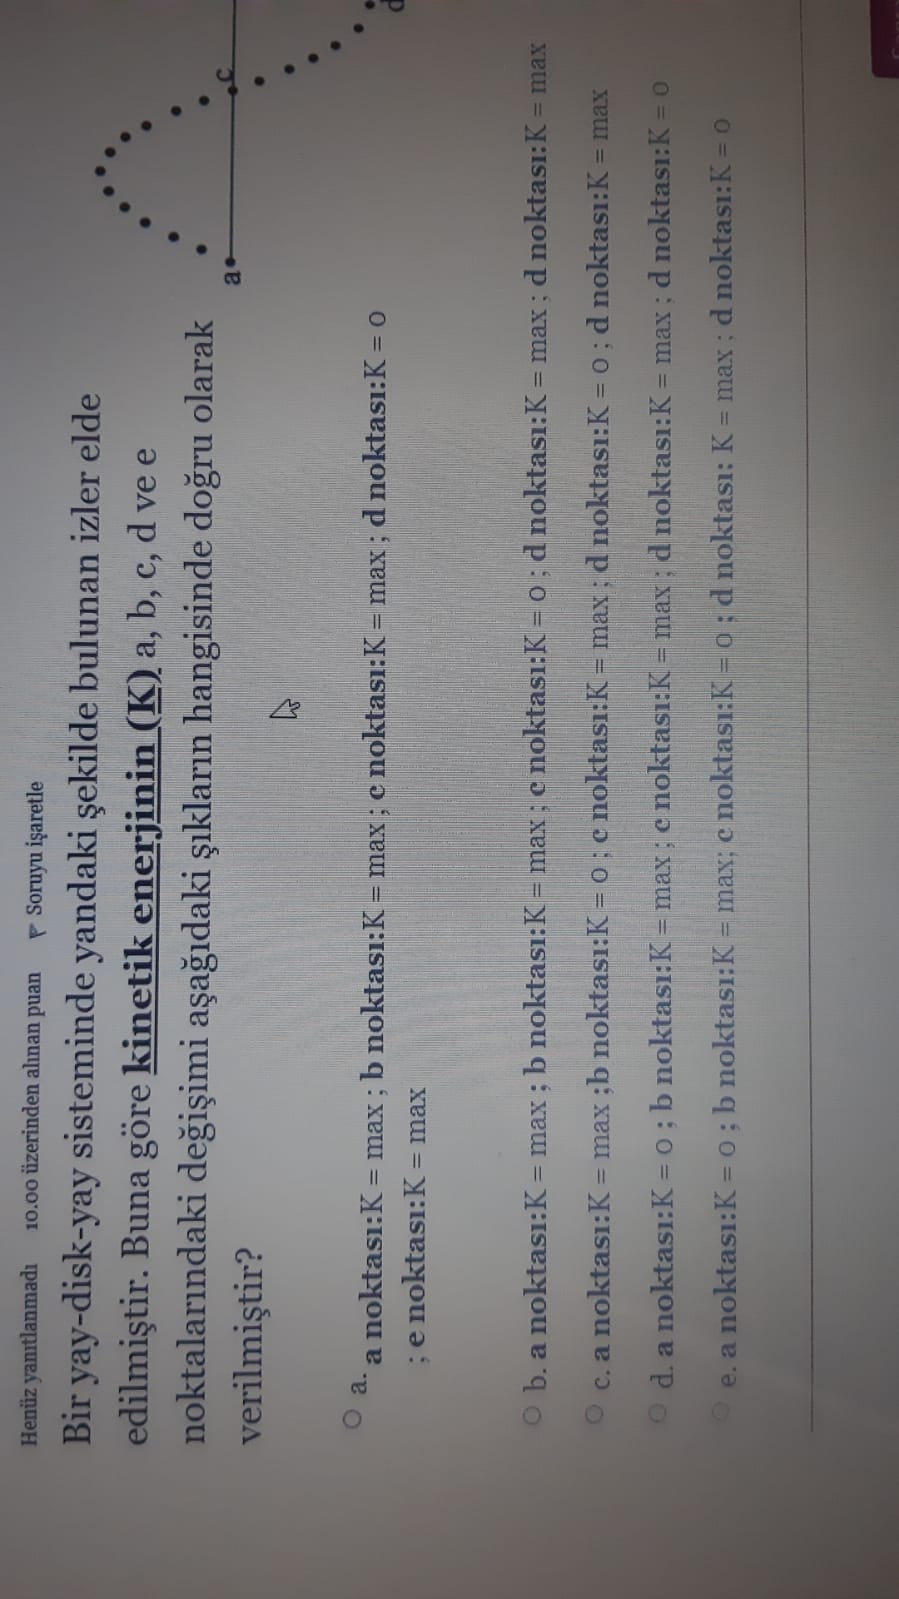 Henüz yanıtlanmadı 10.00 üzerinden alınan puan Soruyu işaretle
Bir yay-disk-yay sisteminde yandaki şekilde bulunan izler elde
edilmiştir. Buna göre kinetik enerjinin (K) a, b, c, d ve e
noktalarındaki değişimi aşağıdaki şıkların hangisinde doğru olarak
verilmiştir?
a
c
d
a.
a noktası:K = max ; b noktası:K = max ; c noktası:K = max ; d noktası:K = 0
; e noktası:K = max
b. a noktası:K = max ; b noktası:K = max ; c noktası:K = 0 ; d noktası:K = max ; d noktası:K = max
c. a noktası:K = max ;b noktası:K = 0 ; c noktası:K = max ; d noktası:K = 0 ; d noktası:K = max
d. a noktası:K = 0 ; b noktası:K = max ; c noktası:K = max ; d noktası:K = max ; d noktası:K = 0
e. a noktası:K = 0 ; b noktası:K = max; c noktası:K = 0 ; d noktası: K = max ; d noktası:K = 0